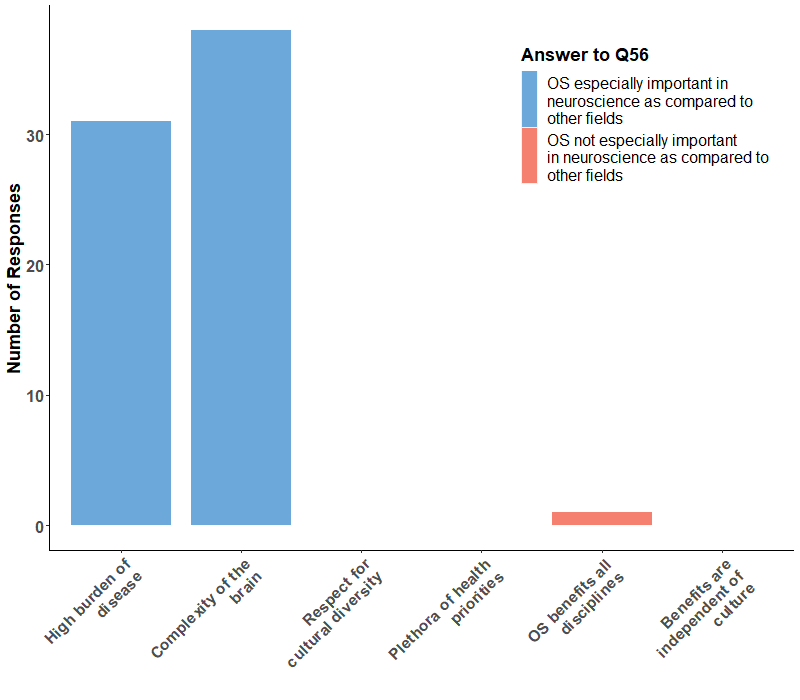 Answer to Q56
OS especially important in
neuroscience as compared to
other fields
OS not especially important
in neuroscience as compared to
other fields
Number of Responses
30
20
10
0
High burden of
disease
Complexity of the
brain
Respect for
cultural diversity
Plethora of health
priorities
OS benefits all
disciplines
Benefits are
independent of
culture